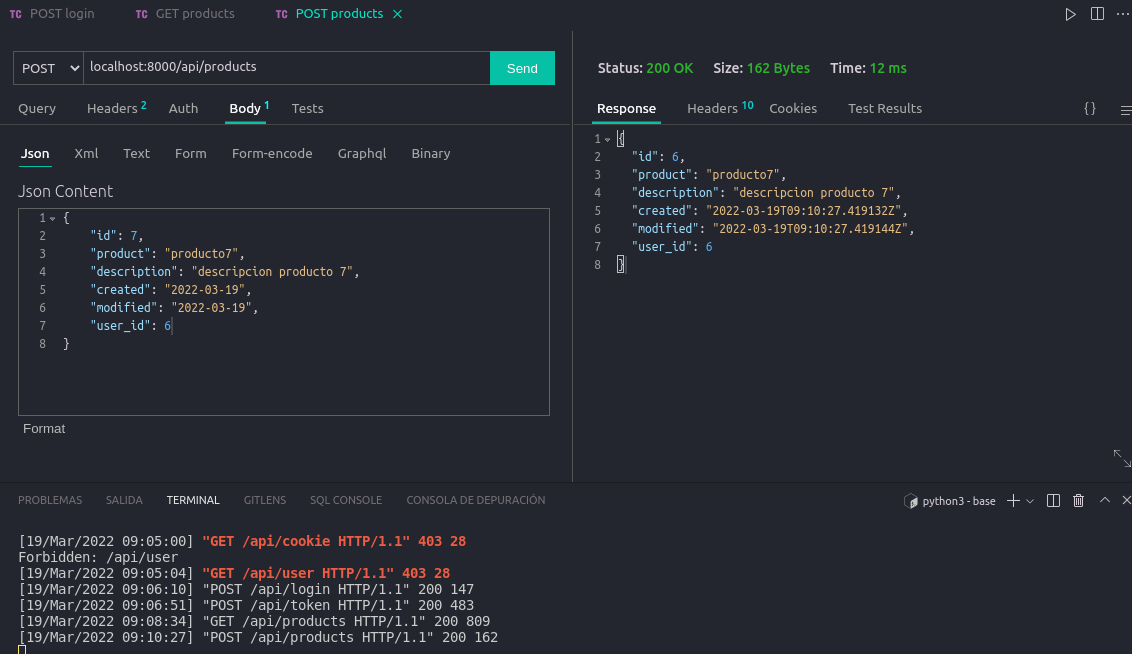 TC POST login TC GET products TC POST products
POST localhost:8000/api/products Send
Query Headers 2 Auth Body 1 Tests
Json Xml Text Form Form-encode Graphql Binary
Json Content
1 {
2 "id": 7,
3 "product": "producto7",
4 "description": "descripcion producto 7",
5 "created": "2022-03-19",
6 "modified": "2022-03-19",
7 "user_id": 6
8 }
Format
Status: 200 OK Size: 162 Bytes Time: 12 ms
Response Headers 10 Cookies Test Results {}
1 {
2 "id": 6,
3 "product": "producto7",
4 "description": "descripcion producto 7",
5 "created": "2022-03-19T09:10:27.419132Z",
6 "modified": "2022-03-19T09:10:27.419144Z",
7 "user_id": 6
8 }
PROBLEMAS SALIDA TERMINAL GITLENS SQL CONSOLE CONSOLA DE DEPURACIÓN python3 - base
[19/Mar/2022 09:05:00] "GET /api/cookie HTTP/1.1" 403 28
Forbidden: /api/user
[19/Mar/2022 09:05:04] "GET /api/user HTTP/1.1" 403 28
[19/Mar/2022 09:06:10] "POST /api/login HTTP/1.1" 200 147
[19/Mar/2022 09:06:51] "POST /api/token HTTP/1.1" 200 483
[19/Mar/2022 09:08:34] "GET /api/products HTTP/1.1" 200 809
[19/Mar/2022 09:10:27] "POST /api/products HTTP/1.1" 200 162